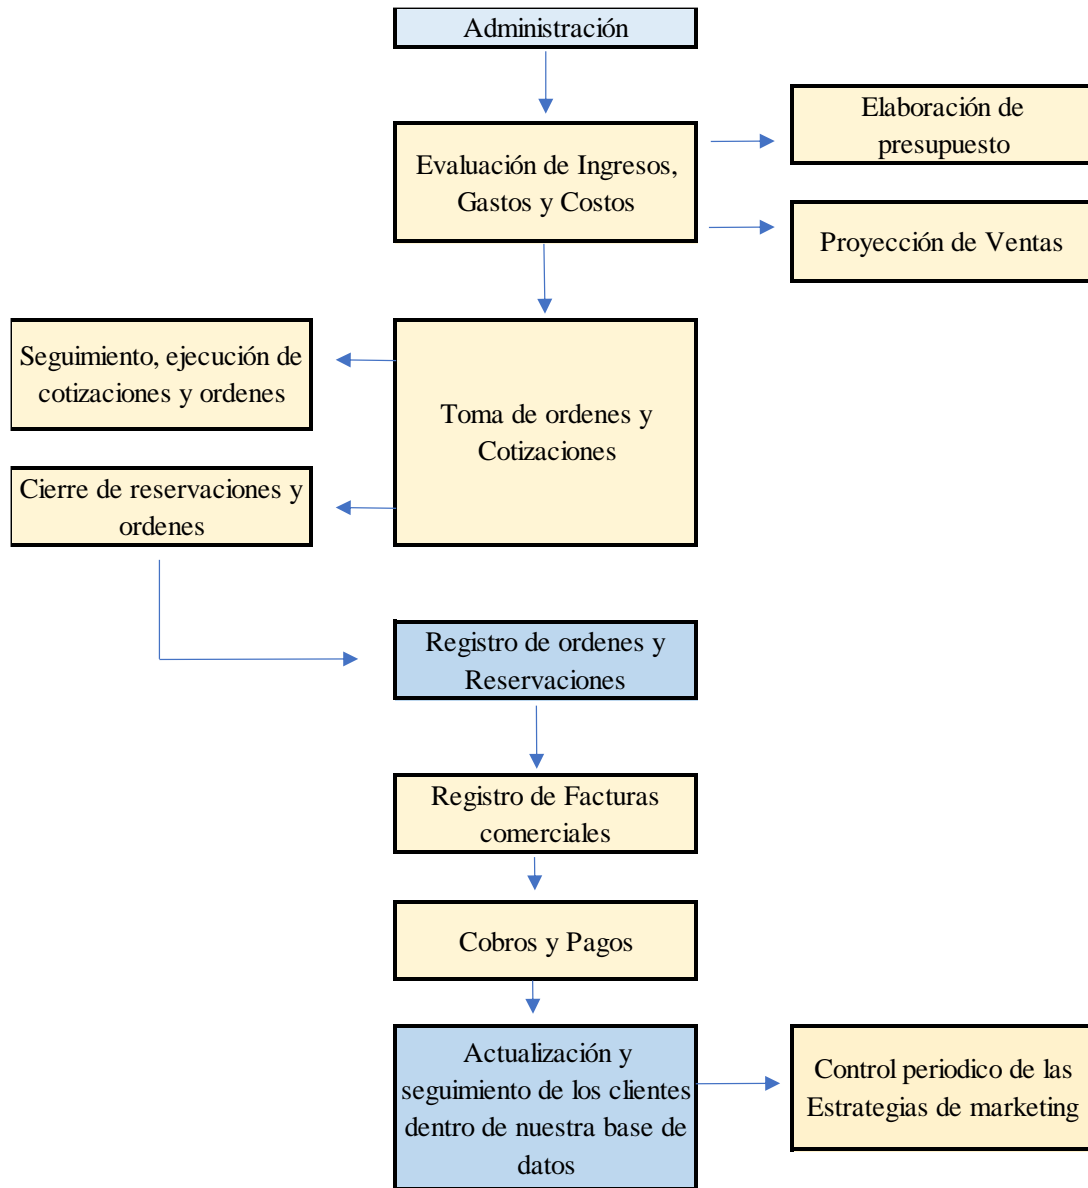 Administración
Elaboración de
presupuesto
Evaluación de Ingresos,
Gastos y Costos
Proyección de Ventas
Seguimiento, ejecución de
cotizaciones y ordenes
Toma de ordenes y
Cotizaciones
Cierre de reservaciones y
ordenes
Registro de ordenes y
Reservaciones
Registro de Facturas
comerciales
Cobros y Pagos
Actualización y
seguimiento de los clientes
dentro de nuestra base de
datos
Control periodico de las
Estrategias de marketing